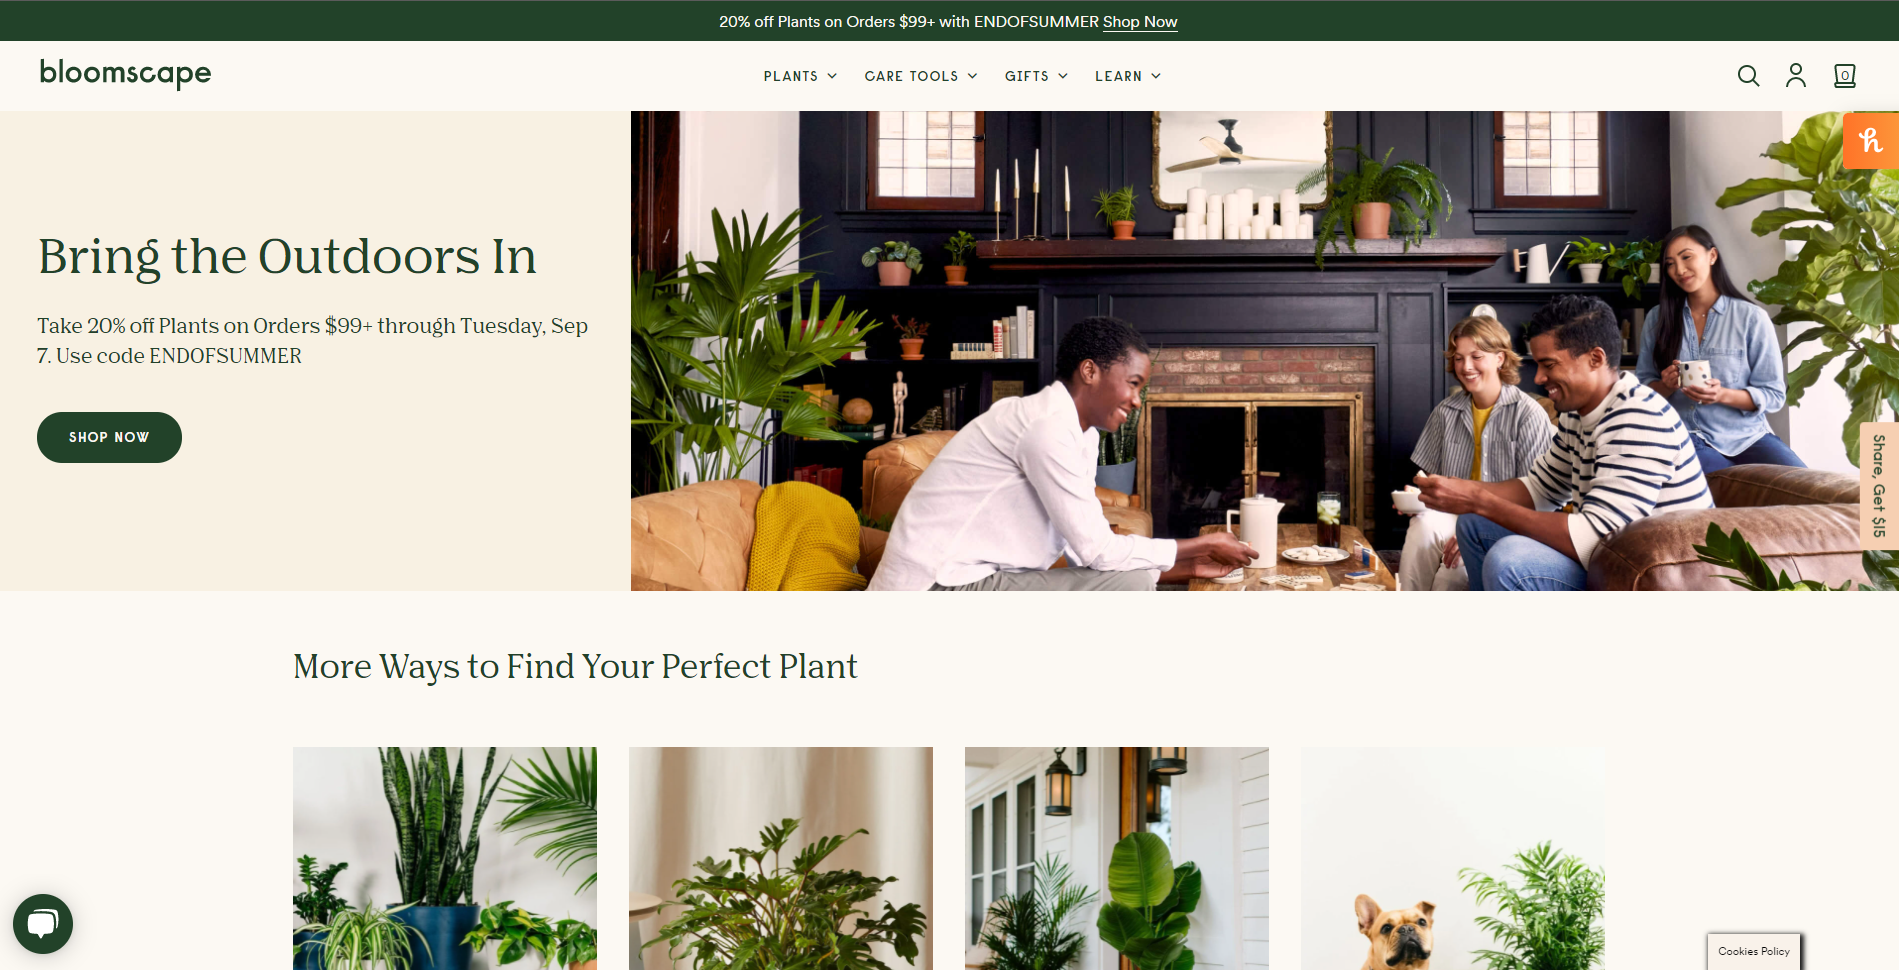 20% off Plants on Orders $99+ with ENDOFSUMMER Shop Now
bloomscape
PLANTS
CARE TOOLS
GIFTS
LEARN
0
h
Bring the Outdoors In
Take 20% off Plants on Orders $99+ through Tuesday, Sep
7. Use code ENDOFSUMMER
SHOP NOW
Share, Get $15
More Ways to Find Your Perfect Plant
Cookies Policy